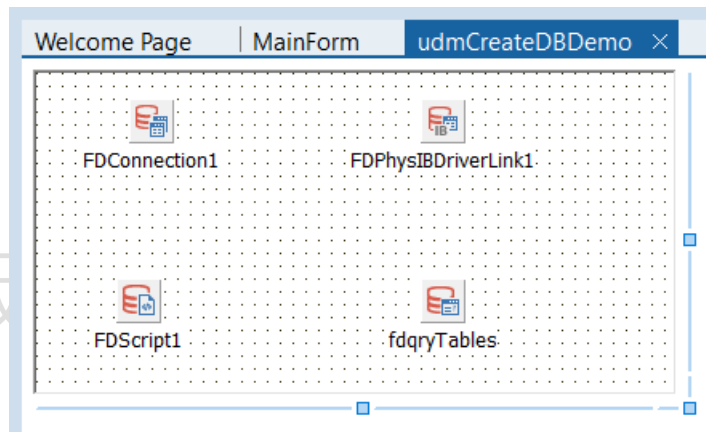 Welcome Page MainForm udmCreateDBDemo ×
FDConnection1 FDPhysIBDriverLink1
FDScript1 fdqryTables